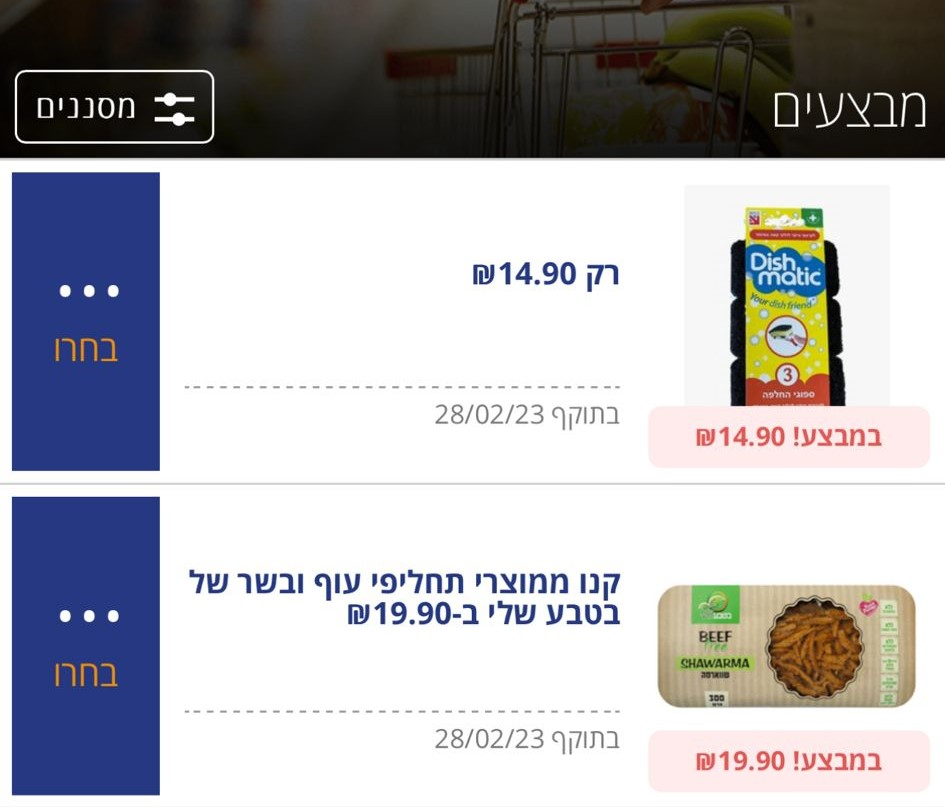 מבצעים
מסננים
Dish
matic
Your dish friend
3
ספוגי החלפה
במבצע! 14.90₪
רק 14.90₪
בתוקף 28/02/23
...
בחרו
BEEF
Free
SHAWARMA
שווארמה
300
במבצע! 19.90₪
קנו ממוצרי תחליפי עוף ובשר של
בטבע שלי ב-19.90₪
בתוקף 28/02/23
...
בחרו